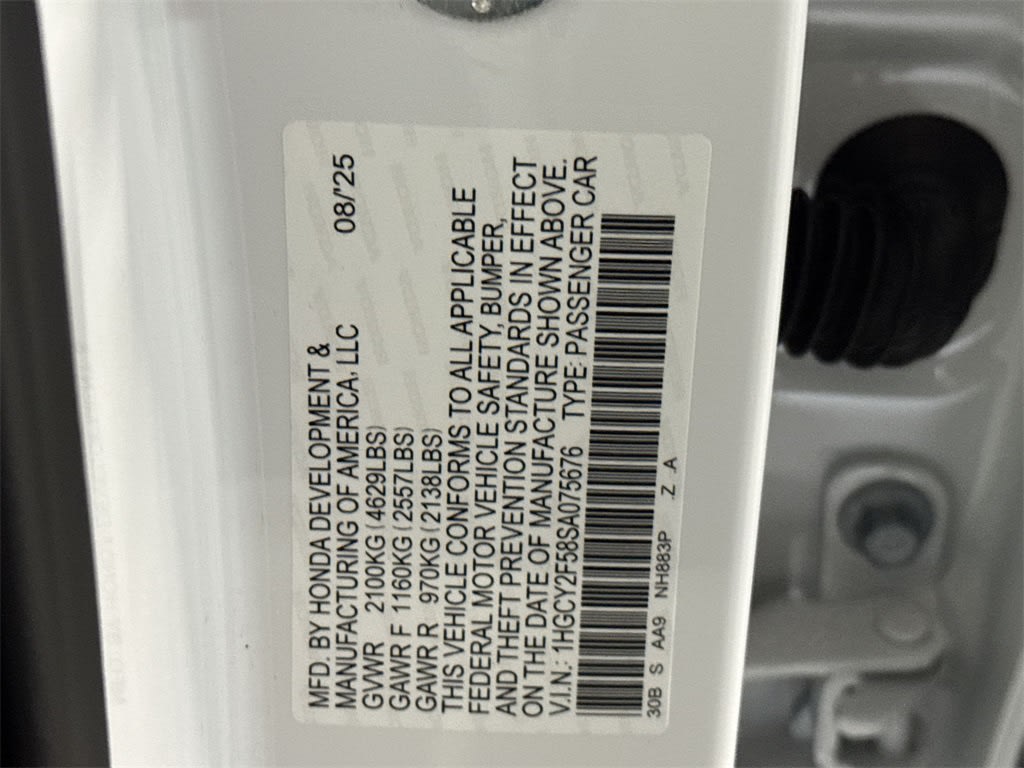 MFD. BY HONDA DEVELOPMENT &
MANUFACTURING OF AMERICA, LLC 08/'25
GVWR 2100KG (4629LBS)
GAWR F 1160KG (2557LBS)
GAWR R 970KG (2138LBS)
THIS VEHICLE CONFORMS TO ALL APPLICABLE
FEDERAL MOTOR VEHICLE SAFETY, BUMPER,
AND THEFT PREVENTION STANDARDS IN EFFECT
ON THE DATE OF MANUFACTURE SHOWN ABOVE.
V.I.N.: 1HGCY2F58SA075676 TYPE: PASSENGER CAR
30B S AA9 NH883P .Z .A